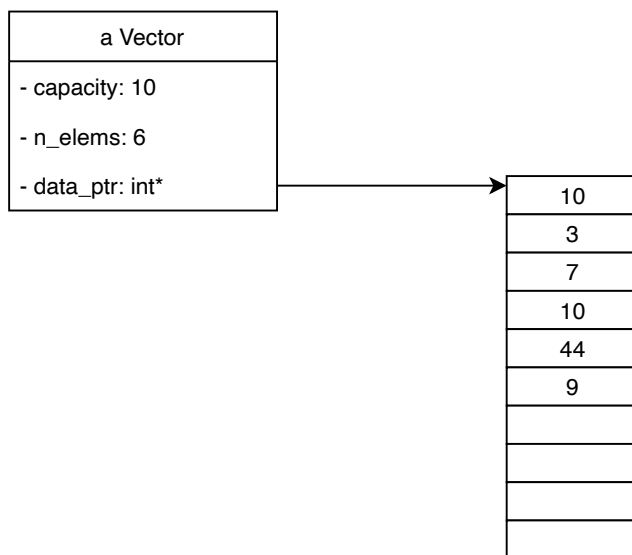 a Vector
- capacity: 10
- n_elems: 6
- data_ptr: int*
10
3
7
10
44
9